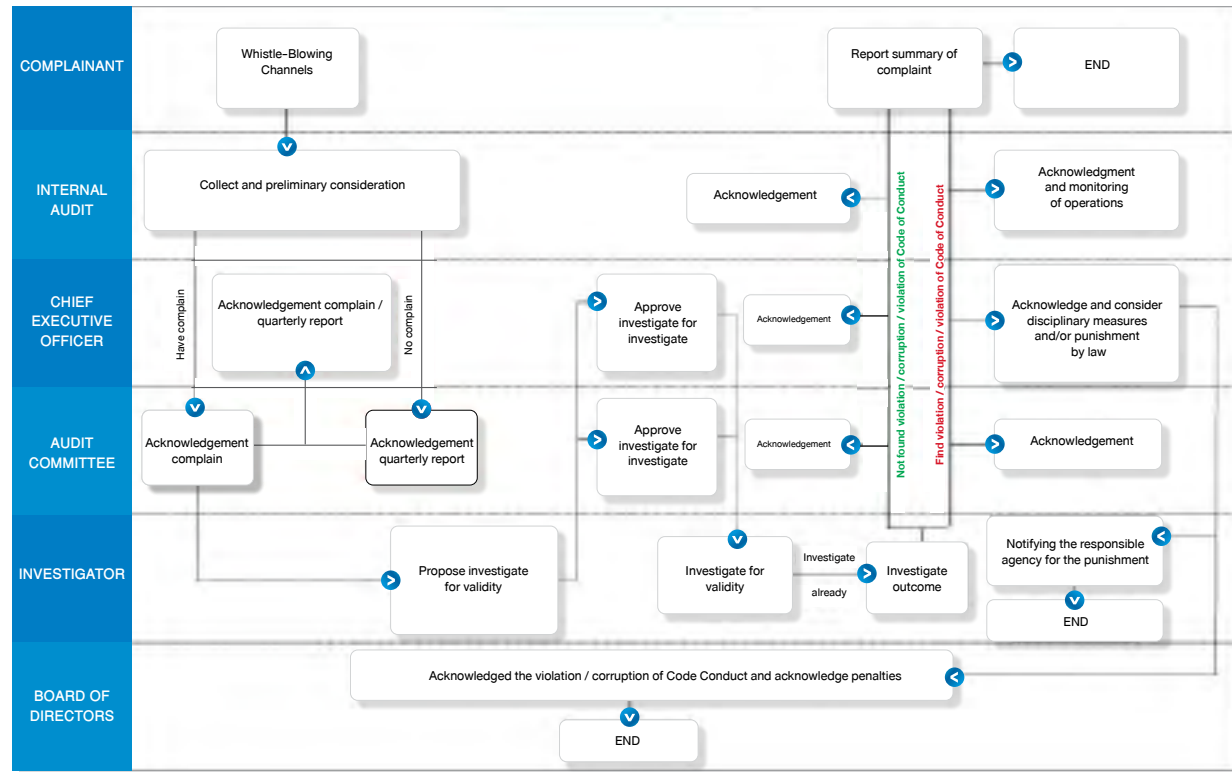 COMPLAINANT
Whistle-Blowing
Channels
Report summary of
complaint
END
INTERNAL
AUDIT
Collect and preliminary consideration
Acknowledgement
Acknowledgment
and monitoring
of operations
Not found violation / corruption / violation of Code of Conduct
Find violation / corruption / violation of Code of Conduct
CHIEF
EXECUTIVE
OFFICER
Have complain
Acknowledgement complain /
quarterly report
No complain
Approve
investigate for
investigate
Acknowledgement
Acknowledge and consider
disciplinary measures
and/or punishment
by law
AUDIT
COMMITTEE
Acknowledgement
complain
Acknowledgement
quarterly report
Approve
investigate for
investigate
Acknowledgement
Acknowledgement
INVESTIGATOR
Propose investigate
for validity
Investigate for
validity
Investigate
already
Investigate
outcome
Notifying the responsible
agency for the punishment
END
BOARD OF
DIRECTORS
Acknowledged the violation / corruption of Code Conduct and acknowledge penalties
END